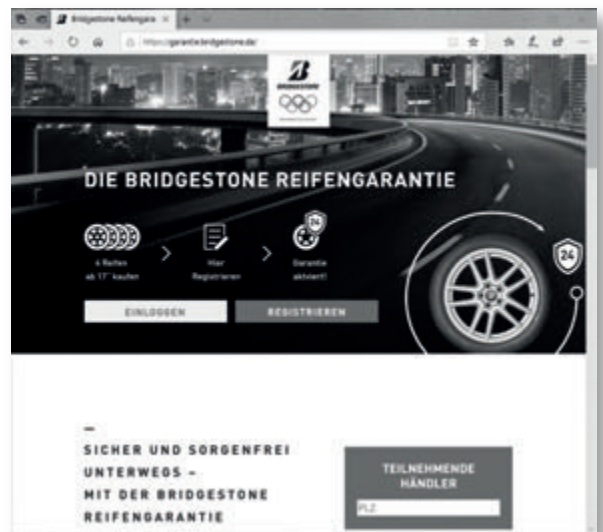 Bridgestone Reifengara
https://garantie.bridgestone.de/
BRIDGESTONE
DIE BRIDGESTONE REIFENGARANTIE
24
4 Reifen
ab 17" kaufen
Hier
Registrieren
Garantie
aktiviert!
24
EINLOGGEN
REGISTRIEREN
–
SICHER UND SORGENFREI
UNTERWEGS –
MIT DER BRIDGESTONE
REIFENGARANTIE
TEILNEHMENDE
HÄNDLER
PLZ